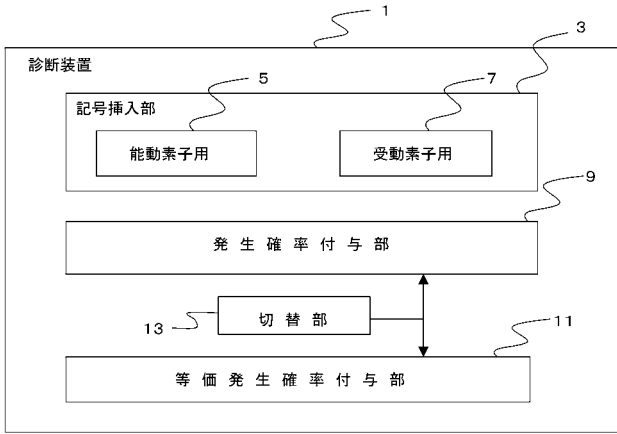 1
診断装置
3
記号挿入部
5
7
能動素子用
受動素子用
9
発生確率付与部
切替部
13
11
等価発生確率付与部